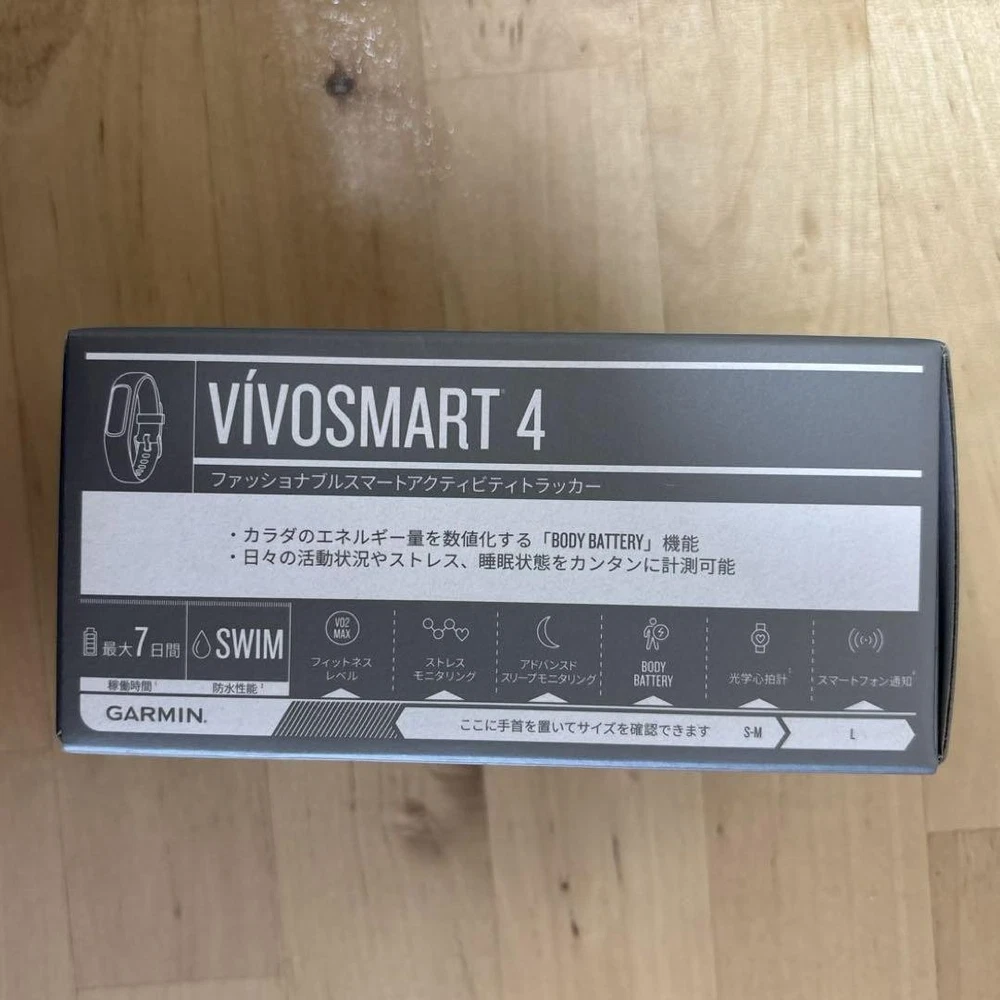 VÍVOSMART® 4
ファッショナブルスマートアクティビティトラッカー
・カラダのエネルギー量を数値化する「BODY BATTERY」機能
・日々の活動状況やストレス、睡眠状態をカンタンに計測可能
最大7日間
稼働時間¹
SWIM
防水性能²
VO2 MAX
フィットネス
レベル
ストレス
モニタリング
アドバンスド
スリープモニタリング
BODY
BATTERY
光学心拍計
スマートフォン通知
GARMIN.
ここに手首を置いてサイズを確認できます
S-M
L